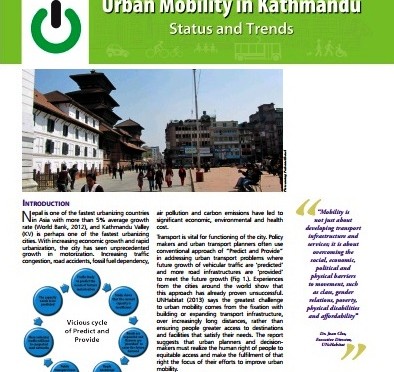 Urban Mobility in Kathmandu
Status and Trends
INTRODUCTION
Nepal is one of the fastest urbanizing countries
in Asia with more than 5% average growth
rate (World Bank, 2012), and Kathmandu Valley
(KV) is perhaps one of the fastest urbanizing
cities. With increasing economic growth and rapid
urbanization, the city has seen unprecedented
growth in motorization. Increasing traffic
congestion, road accidents, fossil fuel dependency,
Vicious cycle
of Predict and
Provide
air pollution and carbon emissions have led to
significant economic, environmental and health
cost.
Transport is vital for functioning of the city. Policy
makers and urban transport planners often use
conventional approach of "Predict and Provide"
in addressing urban transport problems where
future growth of vehicular traffic are 'predicted'
and more road infrastructures are 'provided'
to meet the future growth (Fig 1.). Experiences
from the cities around the world show that
this approach has already proven unsuccessful.
UNHabitat (2013) says the greatest challenge
to urban mobility comes from the fixation with
building or expanding transport infrastructure,
over increasingly long distances, rather than
ensuring people greater access to destinations
and facilities that satisfy their needs. The report
suggests that urban planners and decision-
makers must realize the human right of people to
equitable access and make the fulfilment of that
right the focus of their efforts to improve urban
mobility.
"Mobility is
not just about
developing transport
infrastructure and
services; it is about
overcoming the
social, economic,
political and
physical barriers
to movement, such
as class, gender
relations, poverty,
physical disabilities
and affordability"
Dr. Joan Clos,
Executive Director,
UNHabitat